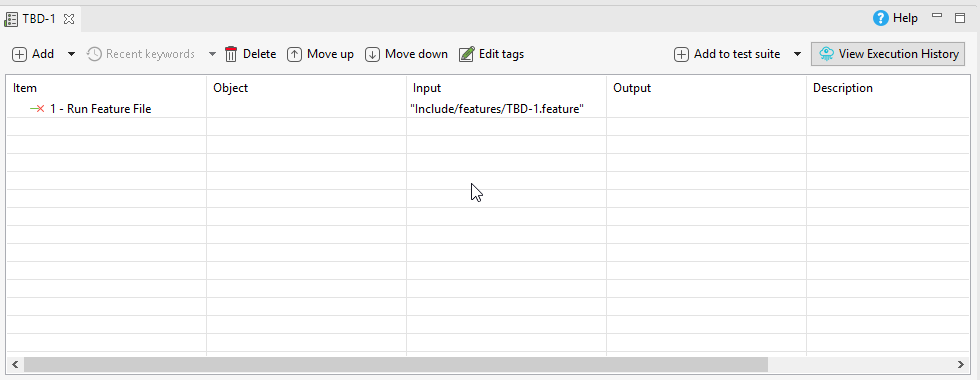 TBD-1
? Help
Add Recent keywords Delete Move up Move down Edit tags Add to test suite View Execution History
Item Object Input Output Description
1 - Run Feature File "Include/features/TBD-1.feature"